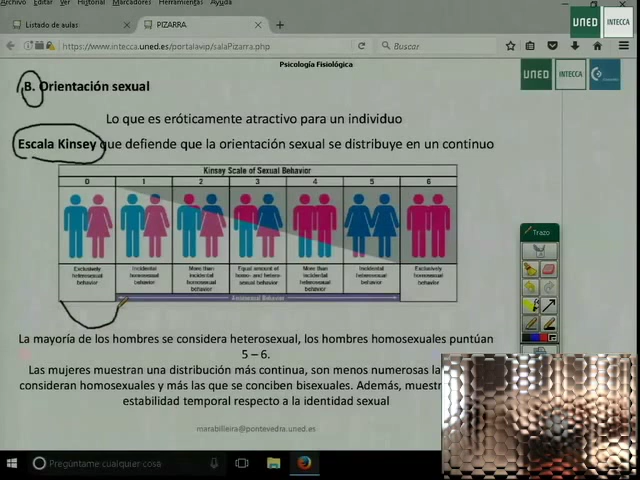 Archivo Editar Ver Historial Marcadores Herramientas Ayuda
Listado de aulas
PIZARRA
https://www.intecca.uned.es/portalavip/salaPizarra.php
Buscar
UNED
INTECCA
Psicología Fisiológica
UNED
INTECCA
B. Orientación sexual
Lo que es eróticamente atractivo para un individuo
Escala Kinsey que defiende que la orientación sexual se distribuye en un contínuo
Kinsey Scale of Sexual Behavior
0 1 2 3 4 5 6
Exclusively heterosexual behavior
Incidental homosexual behavior
More than incidental homosexual behavior
Equal amount of homo- and heterosexual behavior
More than incidental heterosexual behavior
Incidental heterosexual behavior
Exclusively homosexual behavior
Ambisexual Behavior
La mayoría de los hombres se considera heterosexual, los hombres homosexuales puntúan
5 – 6.
Las mujeres muestran una distribución más continua, son menos numerosas la
consideran homosexuales y más las que se conciben bisexuales. Además, muestr
estabilidad temporal respecto a la identidad sexual
marabilleira@pontevedra.uned.es
Trazo
Pregúntame cualquier cosa